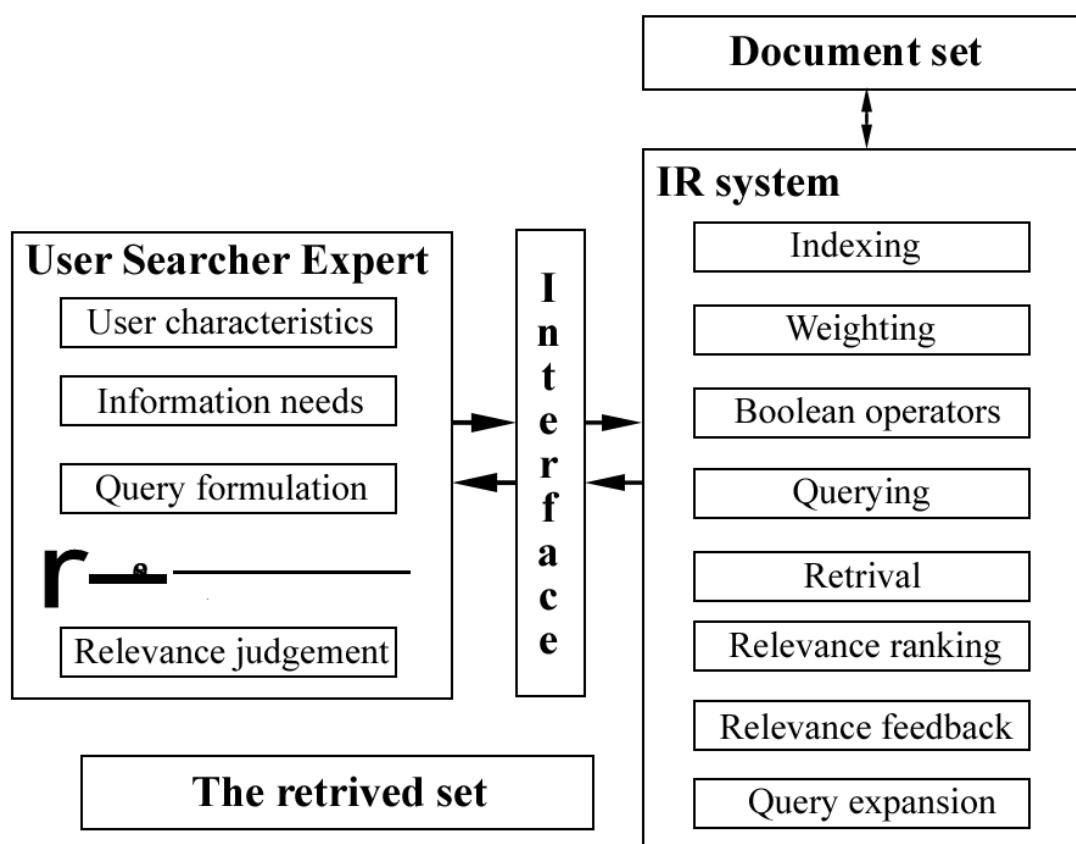 Document set
IR system
Indexing
Weighting
Boolean operators
Querying
Retrival
Relevance ranking
Relevance feedback
Query expansion
User Searcher Expert
User characteristics
Information needs
Query formulation
Relevance judgement
Interface
The retrived set